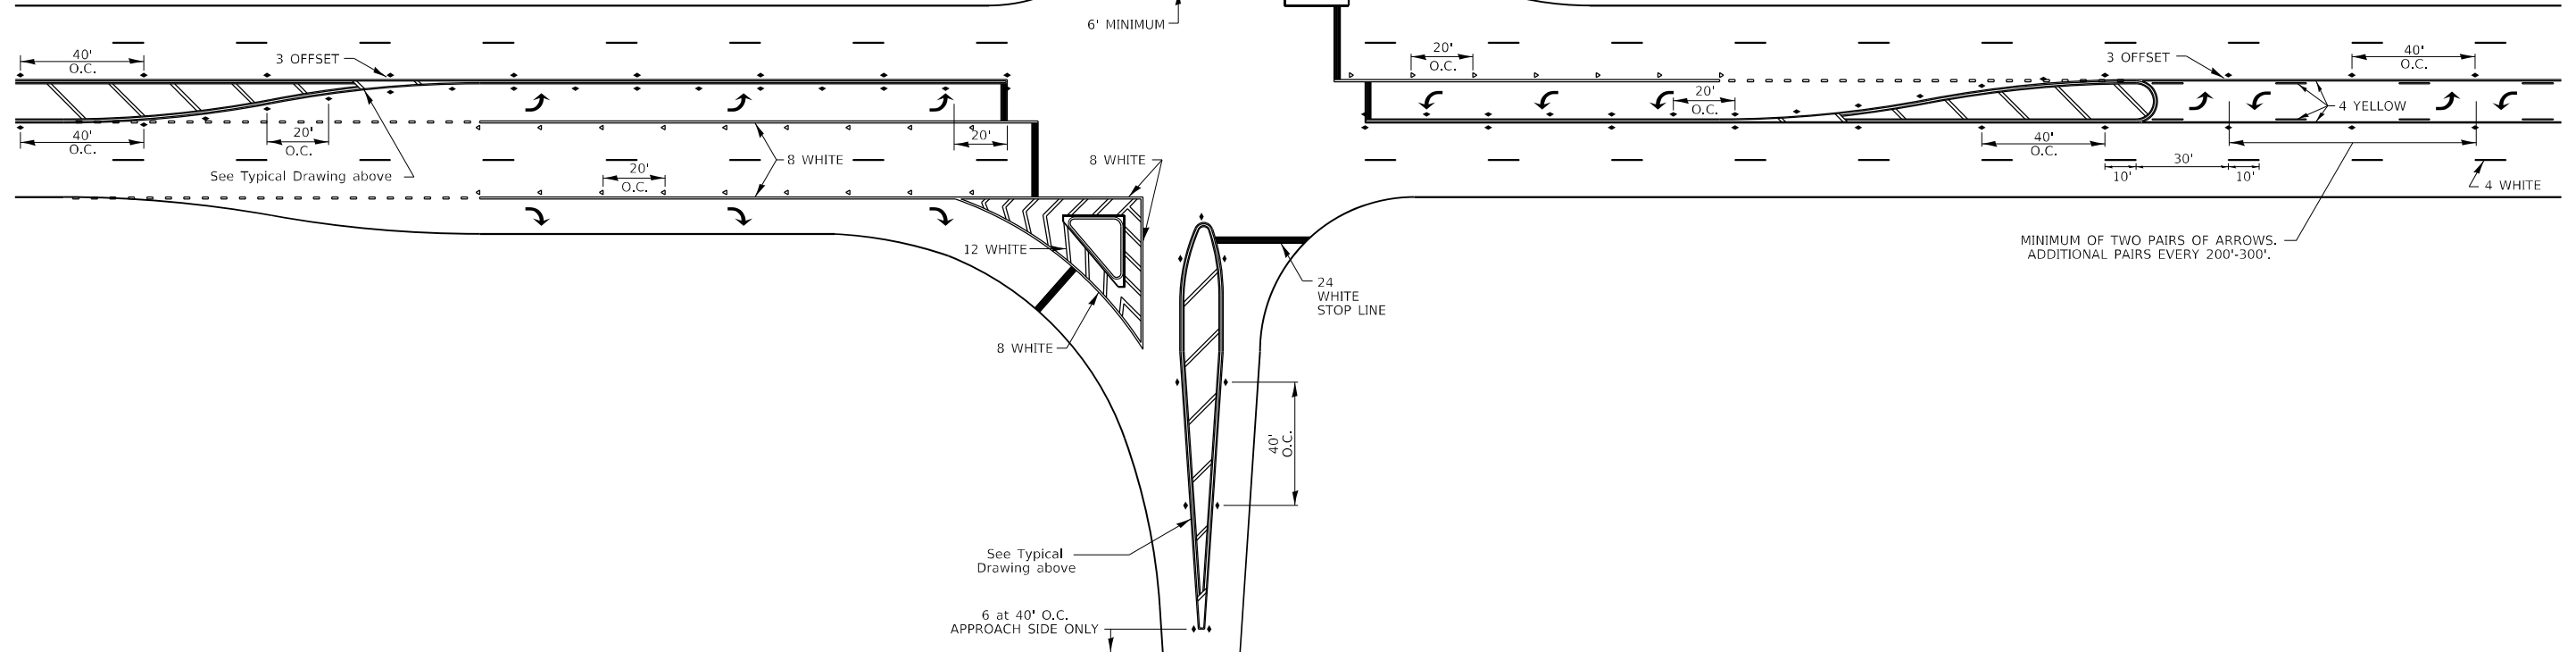 6' MINIMUM
40'
O.C.
3 OFFSET
20'
O.C.
3 OFFSET
40'
O.C.
20'
O.C.
4 YELLOW
40'
O.C.
20'
O.C.
20'
8 WHITE
8 WHITE
40'
O.C.
30'
10'
10'
See Typical Drawing above
20'
O.C.
4 WHITE
12 WHITE
MINIMUM OF TWO PAIRS OF ARROWS.
ADDITIONAL PAIRS EVERY 200'-300'.
24
WHITE
STOP LINE
8 WHITE
40'
O.C.
See Typical
Drawing above
6 at 40' O.C.
APPROACH SIDE ONLY